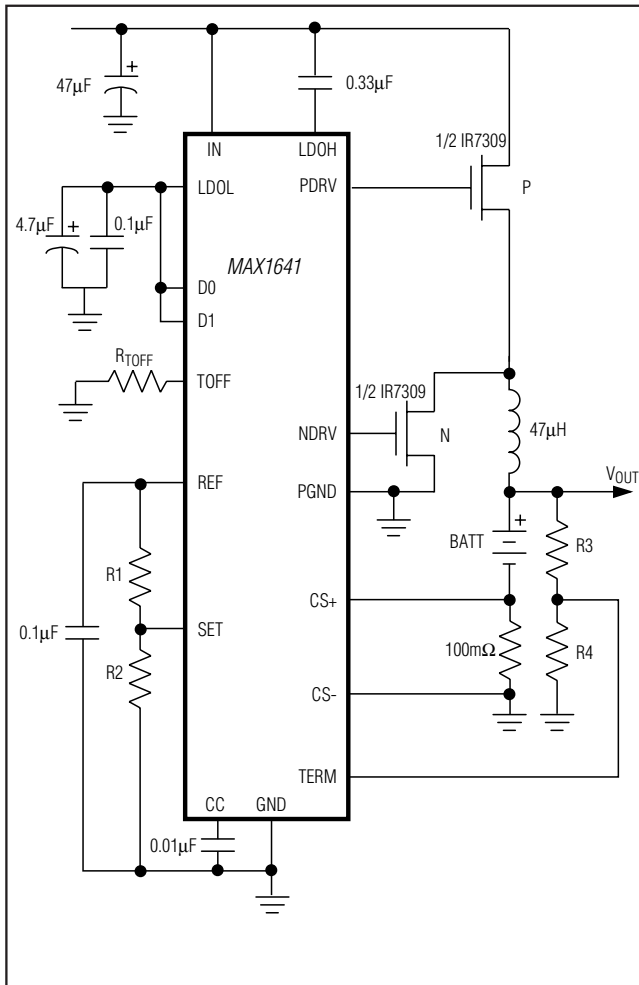 47µF
+
0.33µF
1/2 IR7309
IN
LDOH
LDOL
PDRV
P
4.7µF
+
0.1µF
MAX1641
D0
D1
RTOFF
TOFF
1/2 IR7309
NDRV
N
47µH
REF
PGND
VOUT
+
BATT
R3
R1
CS+
0.1µF
SET
R2
100mΩ
R4
CS-
TERM
CC
GND
0.01µF